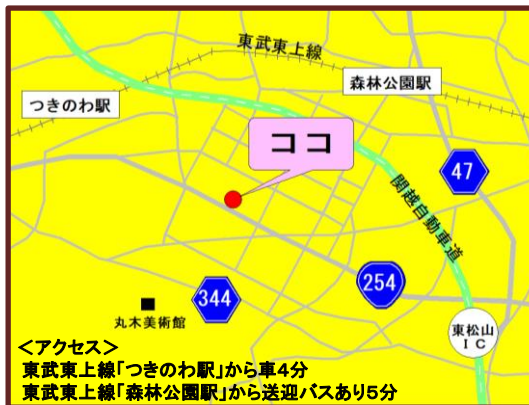 東武東上線
森林公園駅
つきのわ駅
ココ
47
関越自動車道
254
344
丸木美術館
東松山
IC
＜アクセス＞
東武東上線「つきのわ駅」から車4分
東武東上線「森林公園駅」から送迎バスあり5分